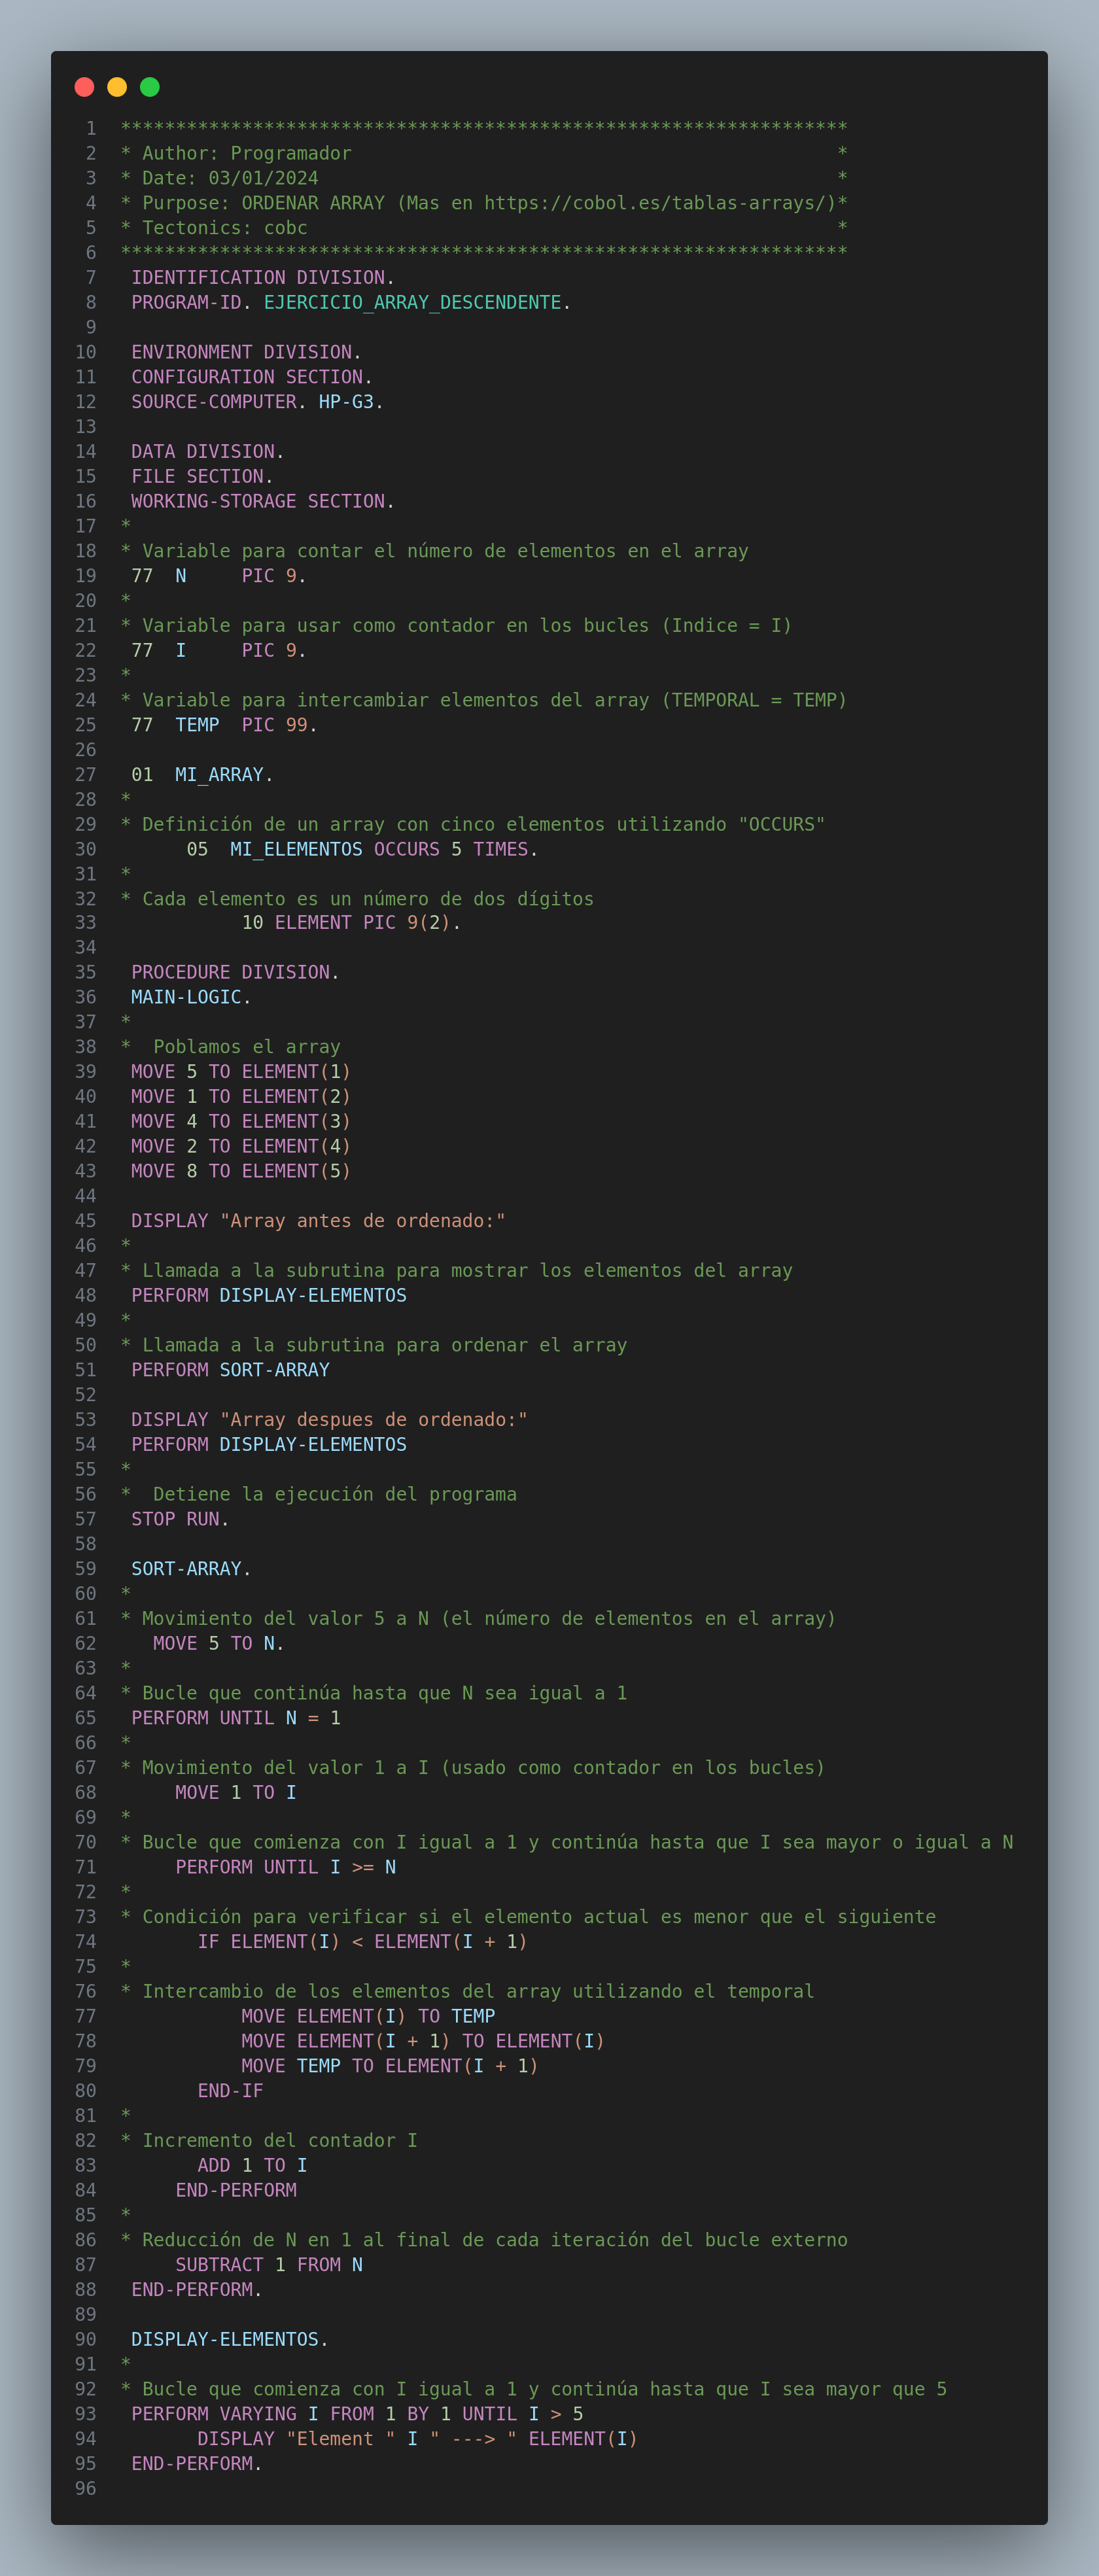 1 ******************************************************************
2 * Author: Programador                                            *
3 * Date: 03/01/2024                                               *
4 * Purpose: ORDENAR ARRAY (Mas en https://cobol.es/tablas-arrays/)*
5 * Tectonics: cobc                                                *
6 ******************************************************************
7  IDENTIFICATION DIVISION.
8  PROGRAM-ID. EJERCICIO_ARRAY_DESCENDENTE.
9
10  ENVIRONMENT DIVISION.
11  CONFIGURATION SECTION.
12  SOURCE-COMPUTER. HP-G3.
13
14  DATA DIVISION.
15  FILE SECTION.
16  WORKING-STORAGE SECTION.
17 *
18 * Variable para contar el número de elementos en el array
19  77  N     PIC 9.
20 *
21 * Variable para usar como contador en los bucles (Indice = I)
22  77  I     PIC 9.
23 *
24 * Variable para intercambiar elementos del array (TEMPORAL = TEMP)
25  77  TEMP  PIC 99.
26
27  01  MI_ARRAY.
28 *
29 * Definición de un array con cinco elementos utilizando "OCCURS"
30       05  MI_ELEMENTOS OCCURS 5 TIMES.
31 *
32 * Cada elemento es un número de dos dígitos
33            10 ELEMENT PIC 9(2).
34
35  PROCEDURE DIVISION.
36  MAIN-LOGIC.
37 *
38 *  Poblamos el array
39  MOVE 5 TO ELEMENT(1)
40  MOVE 1 TO ELEMENT(2)
41  MOVE 4 TO ELEMENT(3)
42  MOVE 2 TO ELEMENT(4)
43  MOVE 8 TO ELEMENT(5)
44
45  DISPLAY "Array antes de ordenado:"
46 *
47 * Llamada a la subrutina para mostrar los elementos del array
48  PERFORM DISPLAY-ELEMENTOS
49 *
50 * Llamada a la subrutina para ordenar el array
51  PERFORM SORT-ARRAY
52
53  DISPLAY "Array despues de ordenado:"
54  PERFORM DISPLAY-ELEMENTOS
55 *
56 *  Detiene la ejecución del programa
57  STOP RUN.
58
59  SORT-ARRAY.
60 *
61 * Movimiento del valor 5 a N (el número de elementos en el array)
62    MOVE 5 TO N.
63 *
64 * Bucle que continúa hasta que N sea igual a 1
65  PERFORM UNTIL N = 1
66 *
67 * Movimiento del valor 1 a I (usado como contador en los bucles)
68      MOVE 1 TO I
69 *
70 * Bucle que comienza con I igual a 1 y continúa hasta que I sea mayor o igual a N
71      PERFORM UNTIL I >= N
72 *
73 * Condición para verificar si el elemento actual es menor que el siguiente
74        IF ELEMENT(I) < ELEMENT(I + 1)
75 *
76 * Intercambio de los elementos del array utilizando el temporal
77            MOVE ELEMENT(I) TO TEMP
78            MOVE ELEMENT(I + 1) TO ELEMENT(I)
79            MOVE TEMP TO ELEMENT(I + 1)
80        END-IF
81 *
82 * Incremento del contador I
83        ADD 1 TO I
84      END-PERFORM
85 *
86 * Reducción de N en 1 al final de cada iteración del bucle externo
87      SUBTRACT 1 FROM N
88  END-PERFORM.
89
90  DISPLAY-ELEMENTOS.
91 *
92 * Bucle que comienza con I igual a 1 y continúa hasta que I sea mayor que 5
93  PERFORM VARYING I FROM 1 BY 1 UNTIL I > 5
94        DISPLAY "Element " I " ---> " ELEMENT(I)
95  END-PERFORM.
96